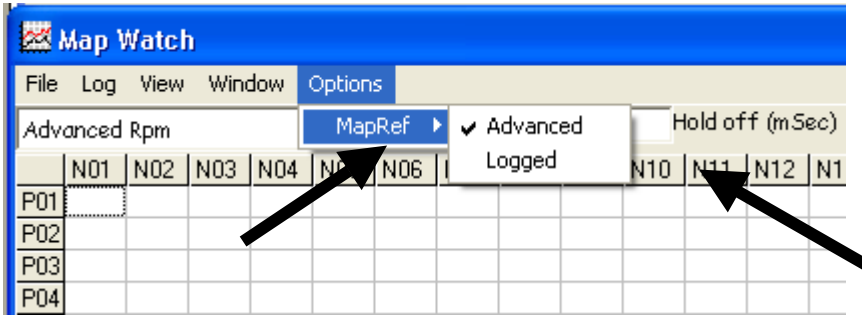 Map Watch
File Log View Window Options
Advanced Rpm MapRef Advanced Hold off (mSec)
Logged
N01 N02 N03 N04 N06 N10 N11 N12 N1
P01
P02
P03
P04